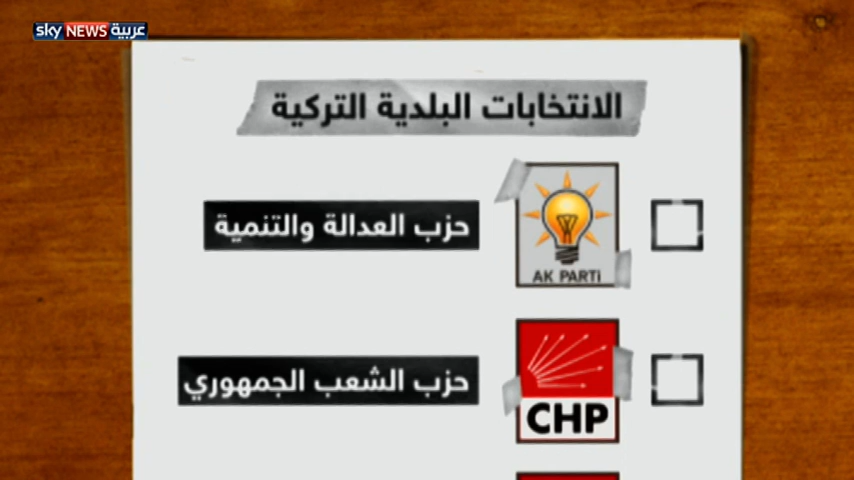 sky NEWS عربية
الانتخابات البلدية التركية
حزب العدالة والتنمية
AK PARTi
حزب الشعب الجمهوري
CHP